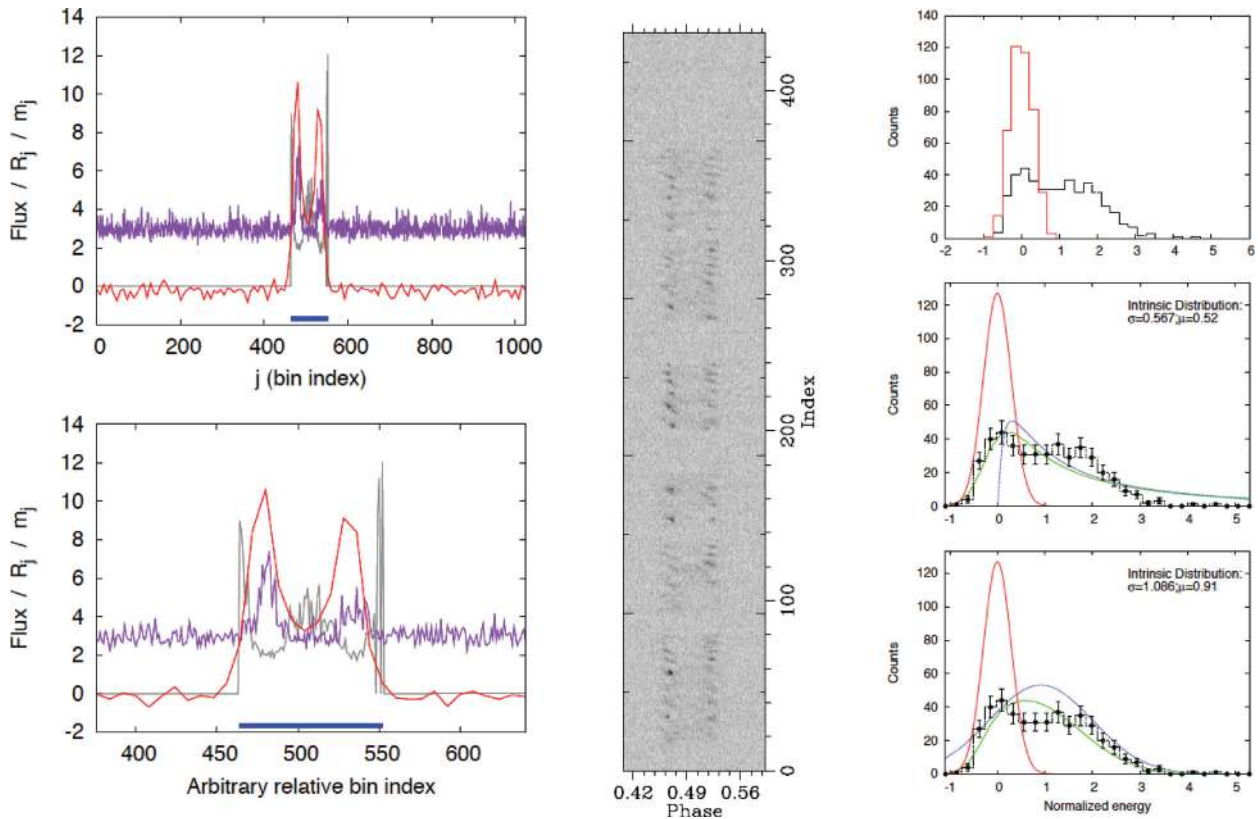 Flux / R_j / m_j
14
12
10
8
6
4
2
0
-2
0 200 400 600 800 1000
j (bin index)
Flux / R_j / m_j
14
12
10
8
6
4
2
0
-2
400 450 500 550 600
Arbitrary relative bin index
400
300
200
100
0
Index
0.42 0.49 0.56
Phase
Counts
140
120
100
80
60
40
20
0
-2 -1 0 1 2 3 4 5 6
Counts
120
100
80
60
40
20
0
-1 0 1 2 3 4 5
Intrinsic Distribution:
σ=0.567;μ=0.52
Counts
120
100
80
60
40
20
0
-1 0 1 2 3 4 5
Intrinsic Distribution:
σ=1.086;μ=0.91
Normalized energy